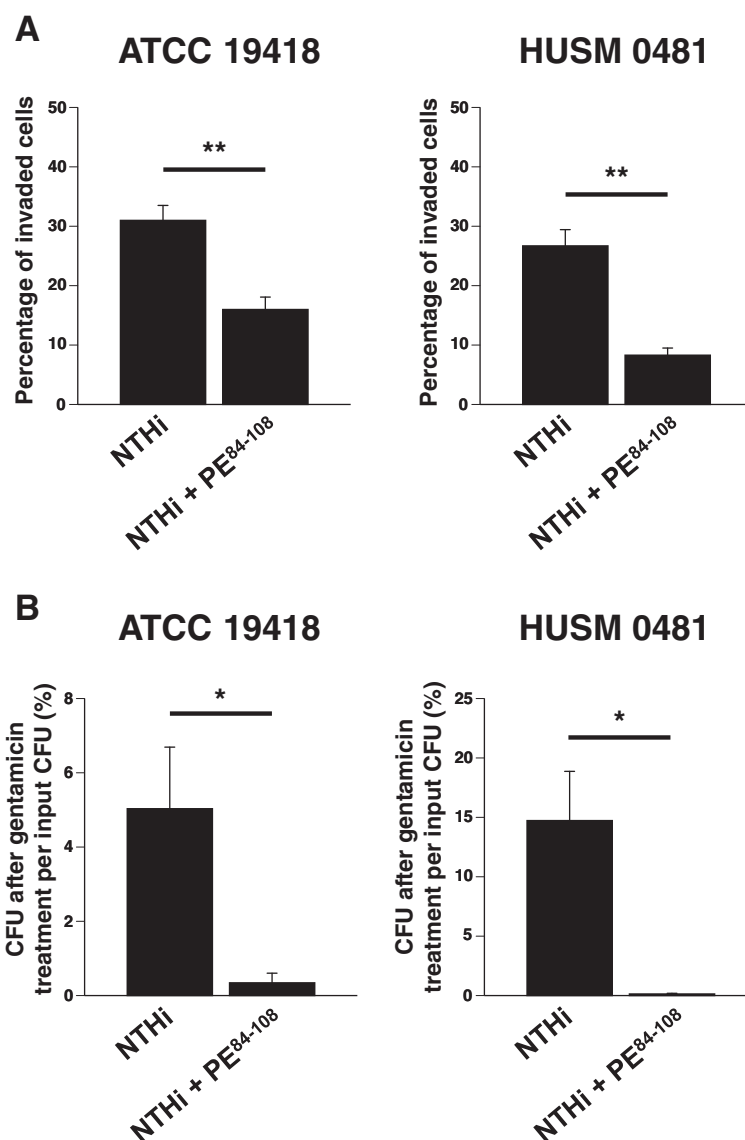 A
ATCC 19418
HUSM 0481
Percentage of invaded cells
50
40
30
20
10
0
**
NTHi
NTHi + PE84-108
Percentage of invaded cells
50
40
30
20
10
0
**
NTHi
NTHi + PE84-108
B
ATCC 19418
HUSM 0481
CFU after gentamicin
treatment per input CFU (%)
8
6
4
2
0
*
NTHi
NTHi + PE84-108
CFU after gentamicin
treatment per input CFU (%)
25
20
15
10
5
0
*
NTHi
NTHi + PE84-108